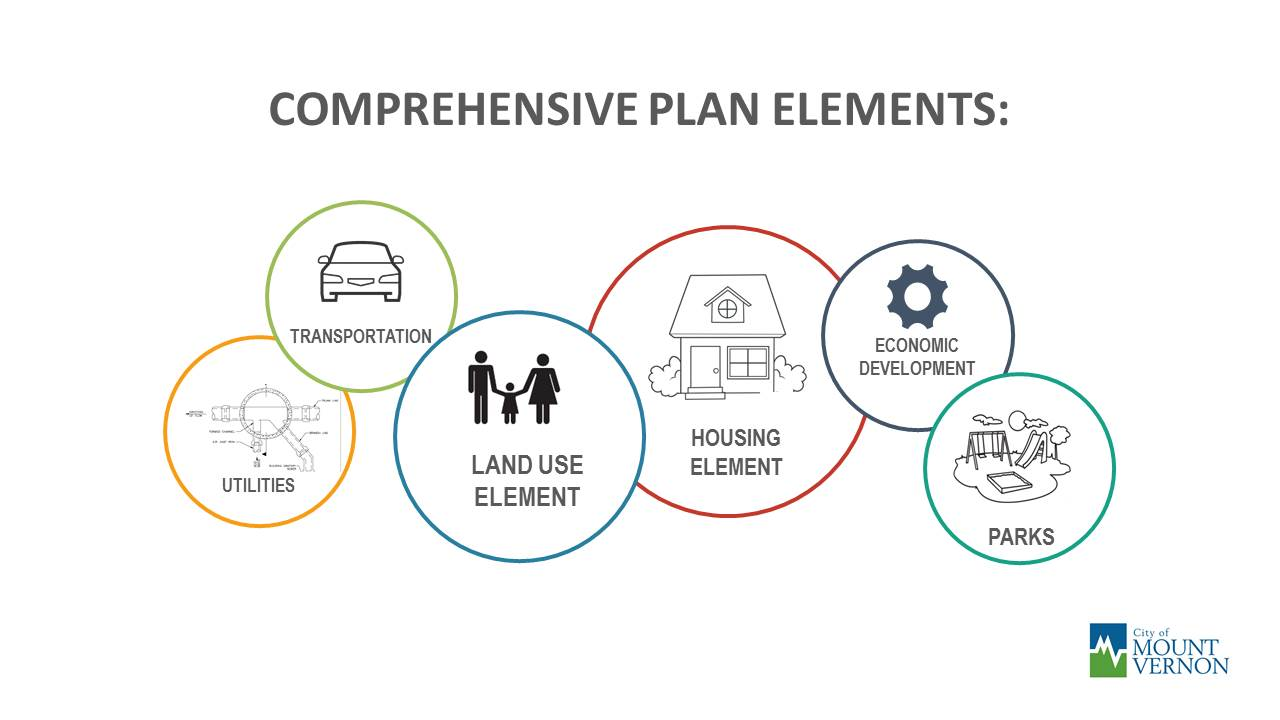 COMPREHENSIVE PLAN ELEMENTS:
TRANSPORTATION
UTILITIES
LAND USE
ELEMENT
HOUSING
ELEMENT
ECONOMIC
DEVELOPMENT
PARKS
City of
MOUNT
VERNON